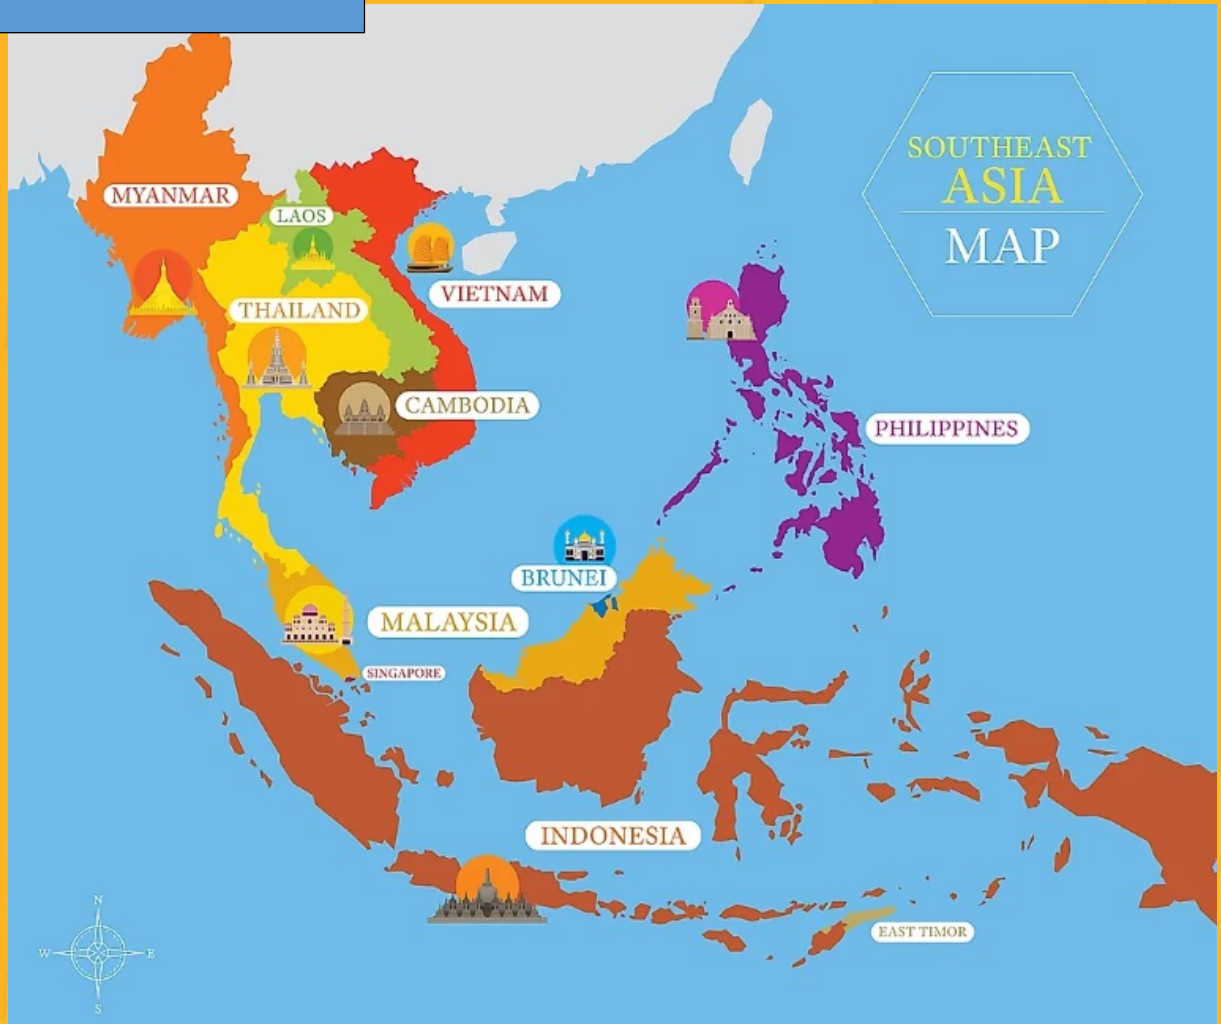 SOUTHEAST
ASIA
MAP
MYANMAR
LAOS
VIETNAM
THAILAND
CAMBODIA
PHILIPPINES
BRUNEI
MALAYSIA
SINGAPORE
INDONESIA
EAST TIMOR
N
W E
S